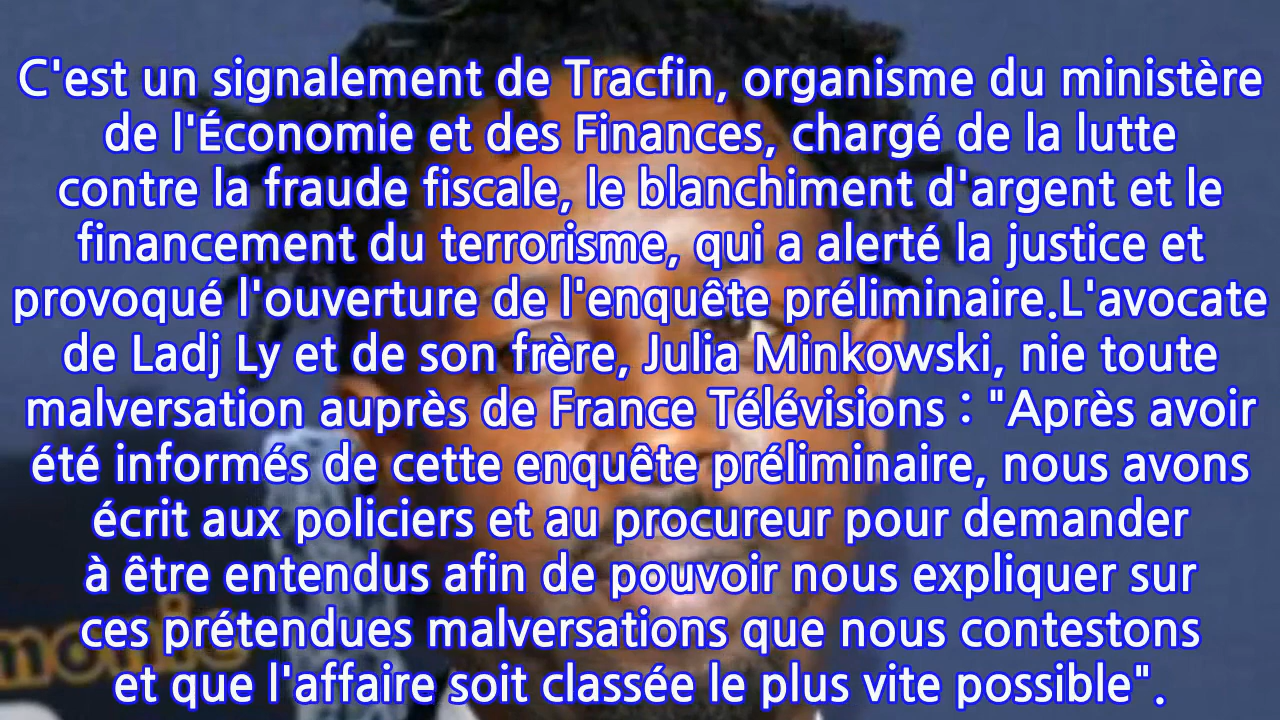 C'est un signalement de Tracfin, organisme du ministère
de l'Économie et des Finances, chargé de la lutte
contre la fraude fiscale, le blanchiment d'argent et le
financement du terrorisme, qui a alerté la justice et
provoqué l'ouverture de l'enquête préliminaire.L'avocate
de Ladj Ly et de son frère, Julia Minkowski, nie toute
malversation auprès de France Télévisions : "Après avoir
été informés de cette enquête préliminaire, nous avons
écrit aux policiers et au procureur pour demander
à être entendus afin de pouvoir nous expliquer sur
ces prétendues malversations que nous contestons
et que l'affaire soit classée le plus vite possible".